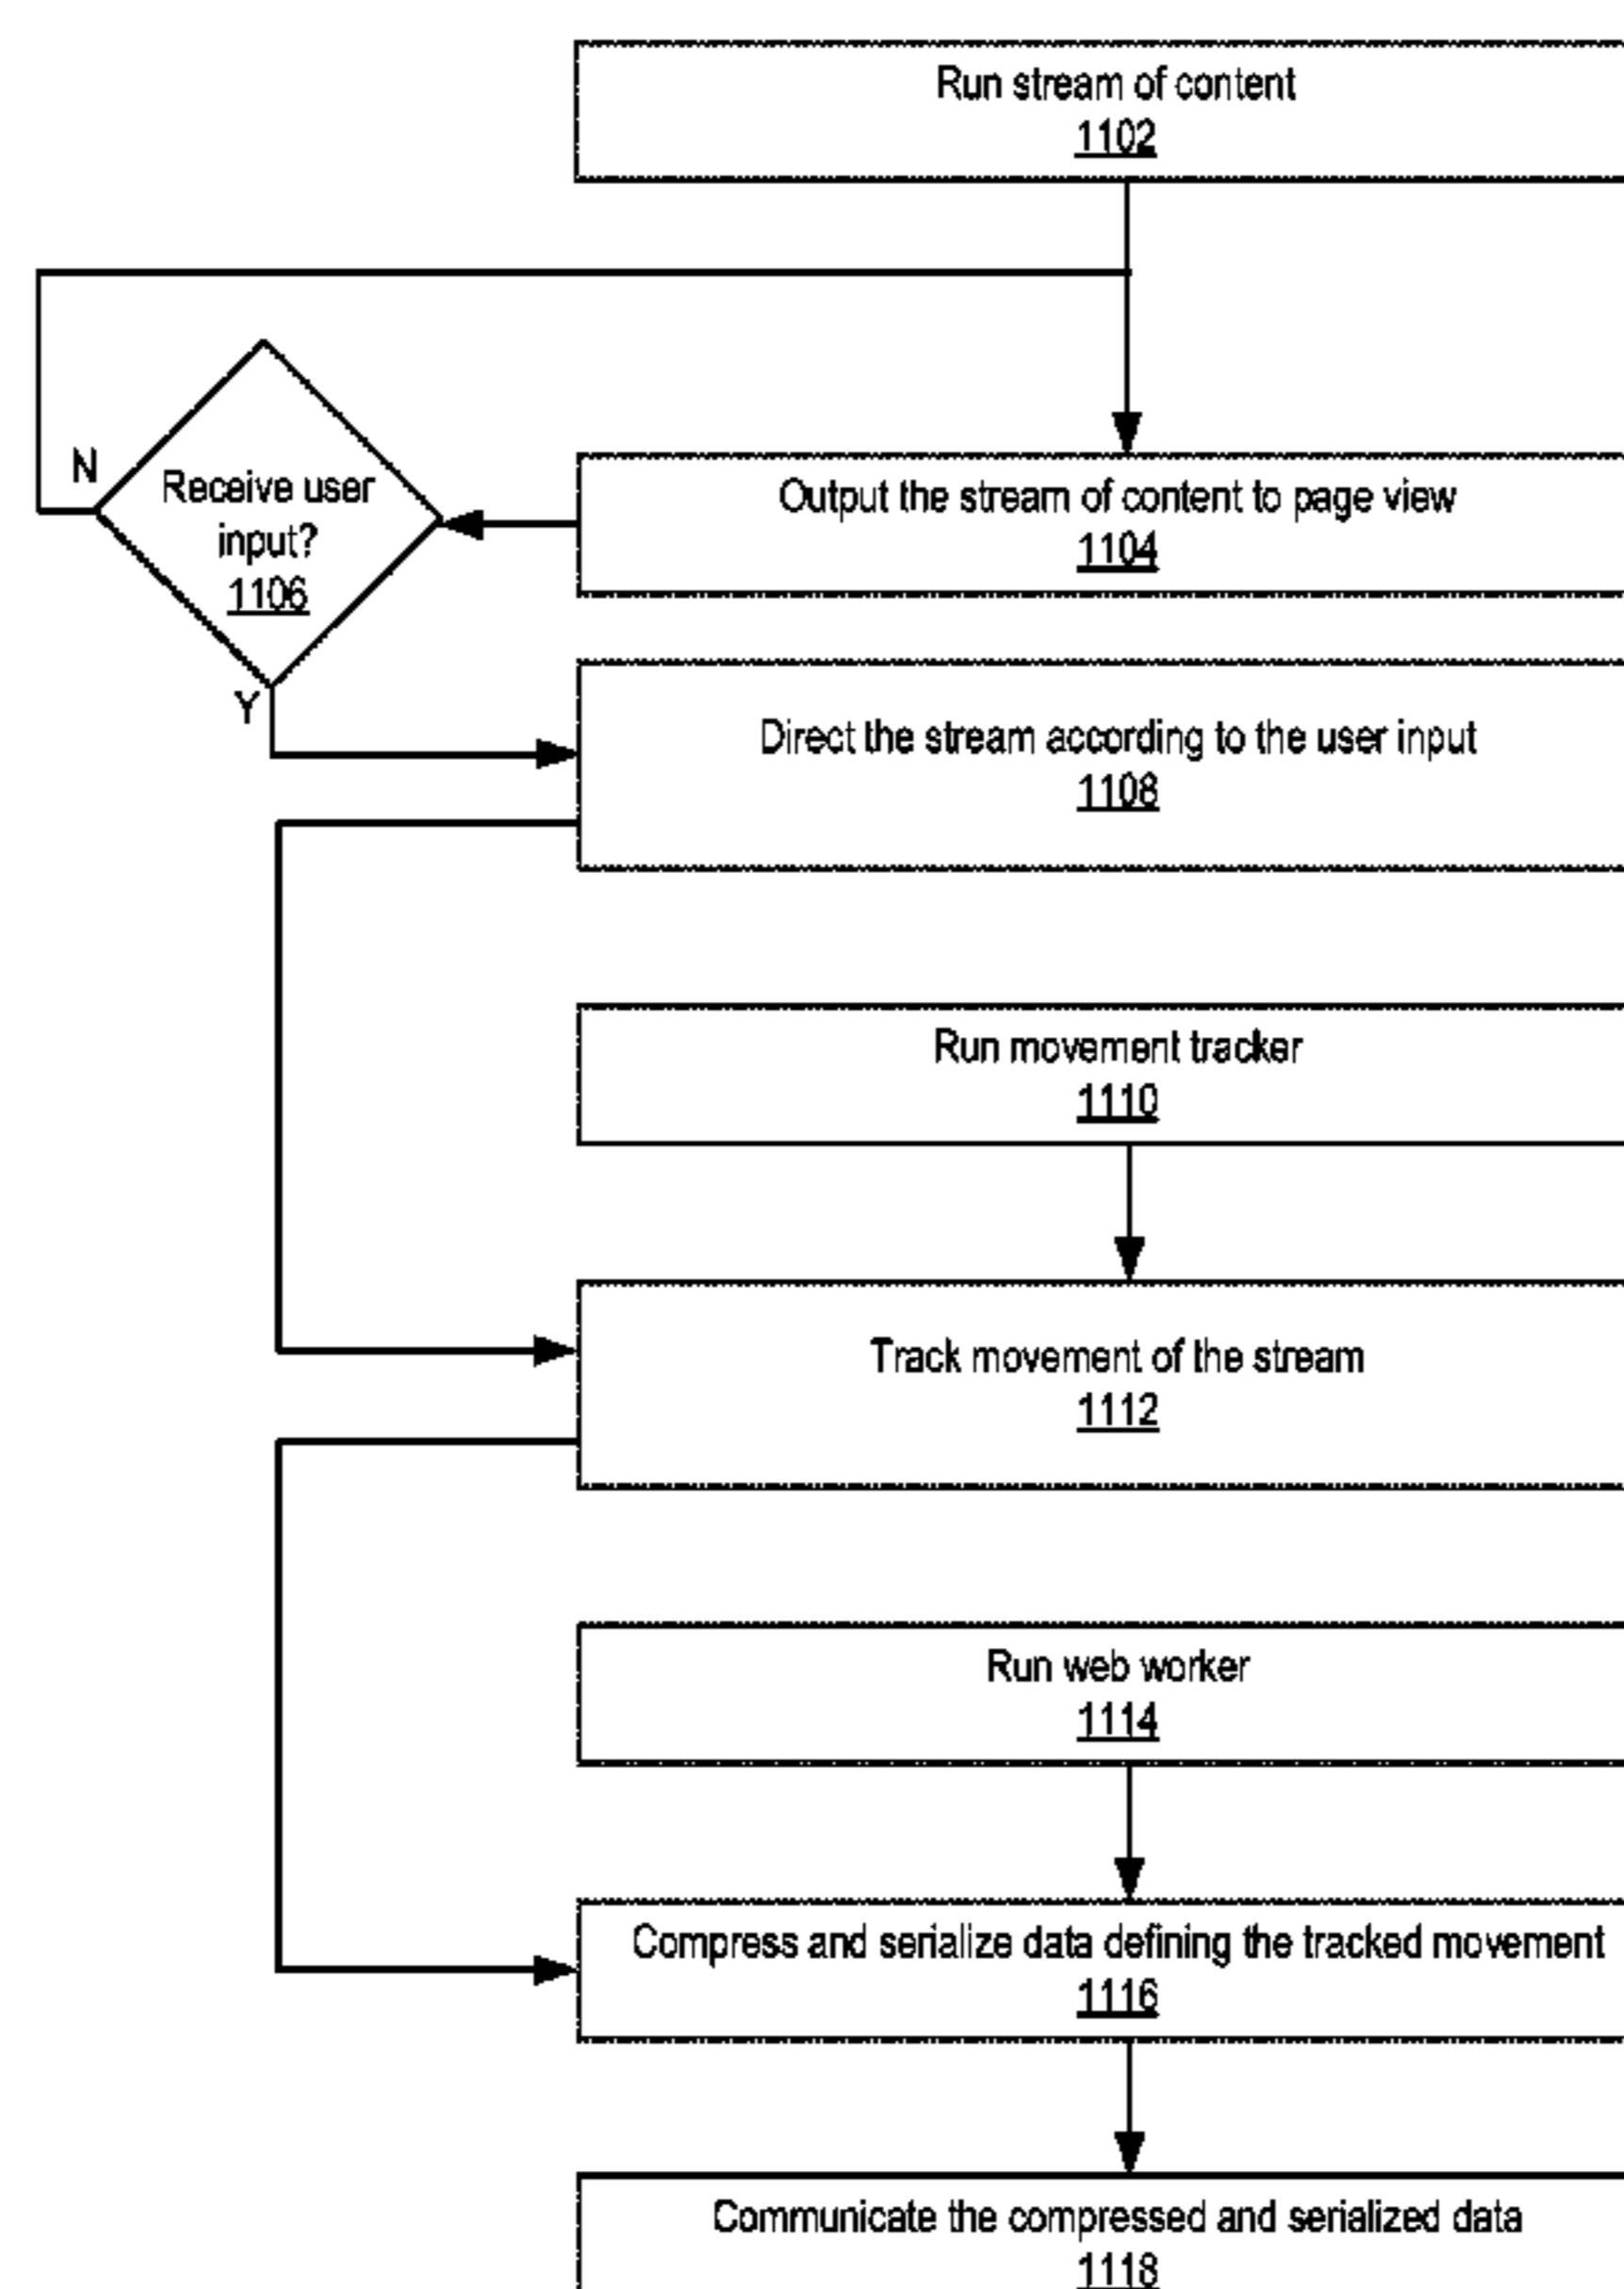 Run stream of content
1102
N
Receive user
input?
1106
Y
Output the stream of content to page view
1104
Direct the stream according to the user input
1108
Run movement tracker
1110
Track movement of the stream
1112
Run web worker
1114
Compress and serialize data defining the tracked movement
1116
Communicate the compressed and serialized data
1118